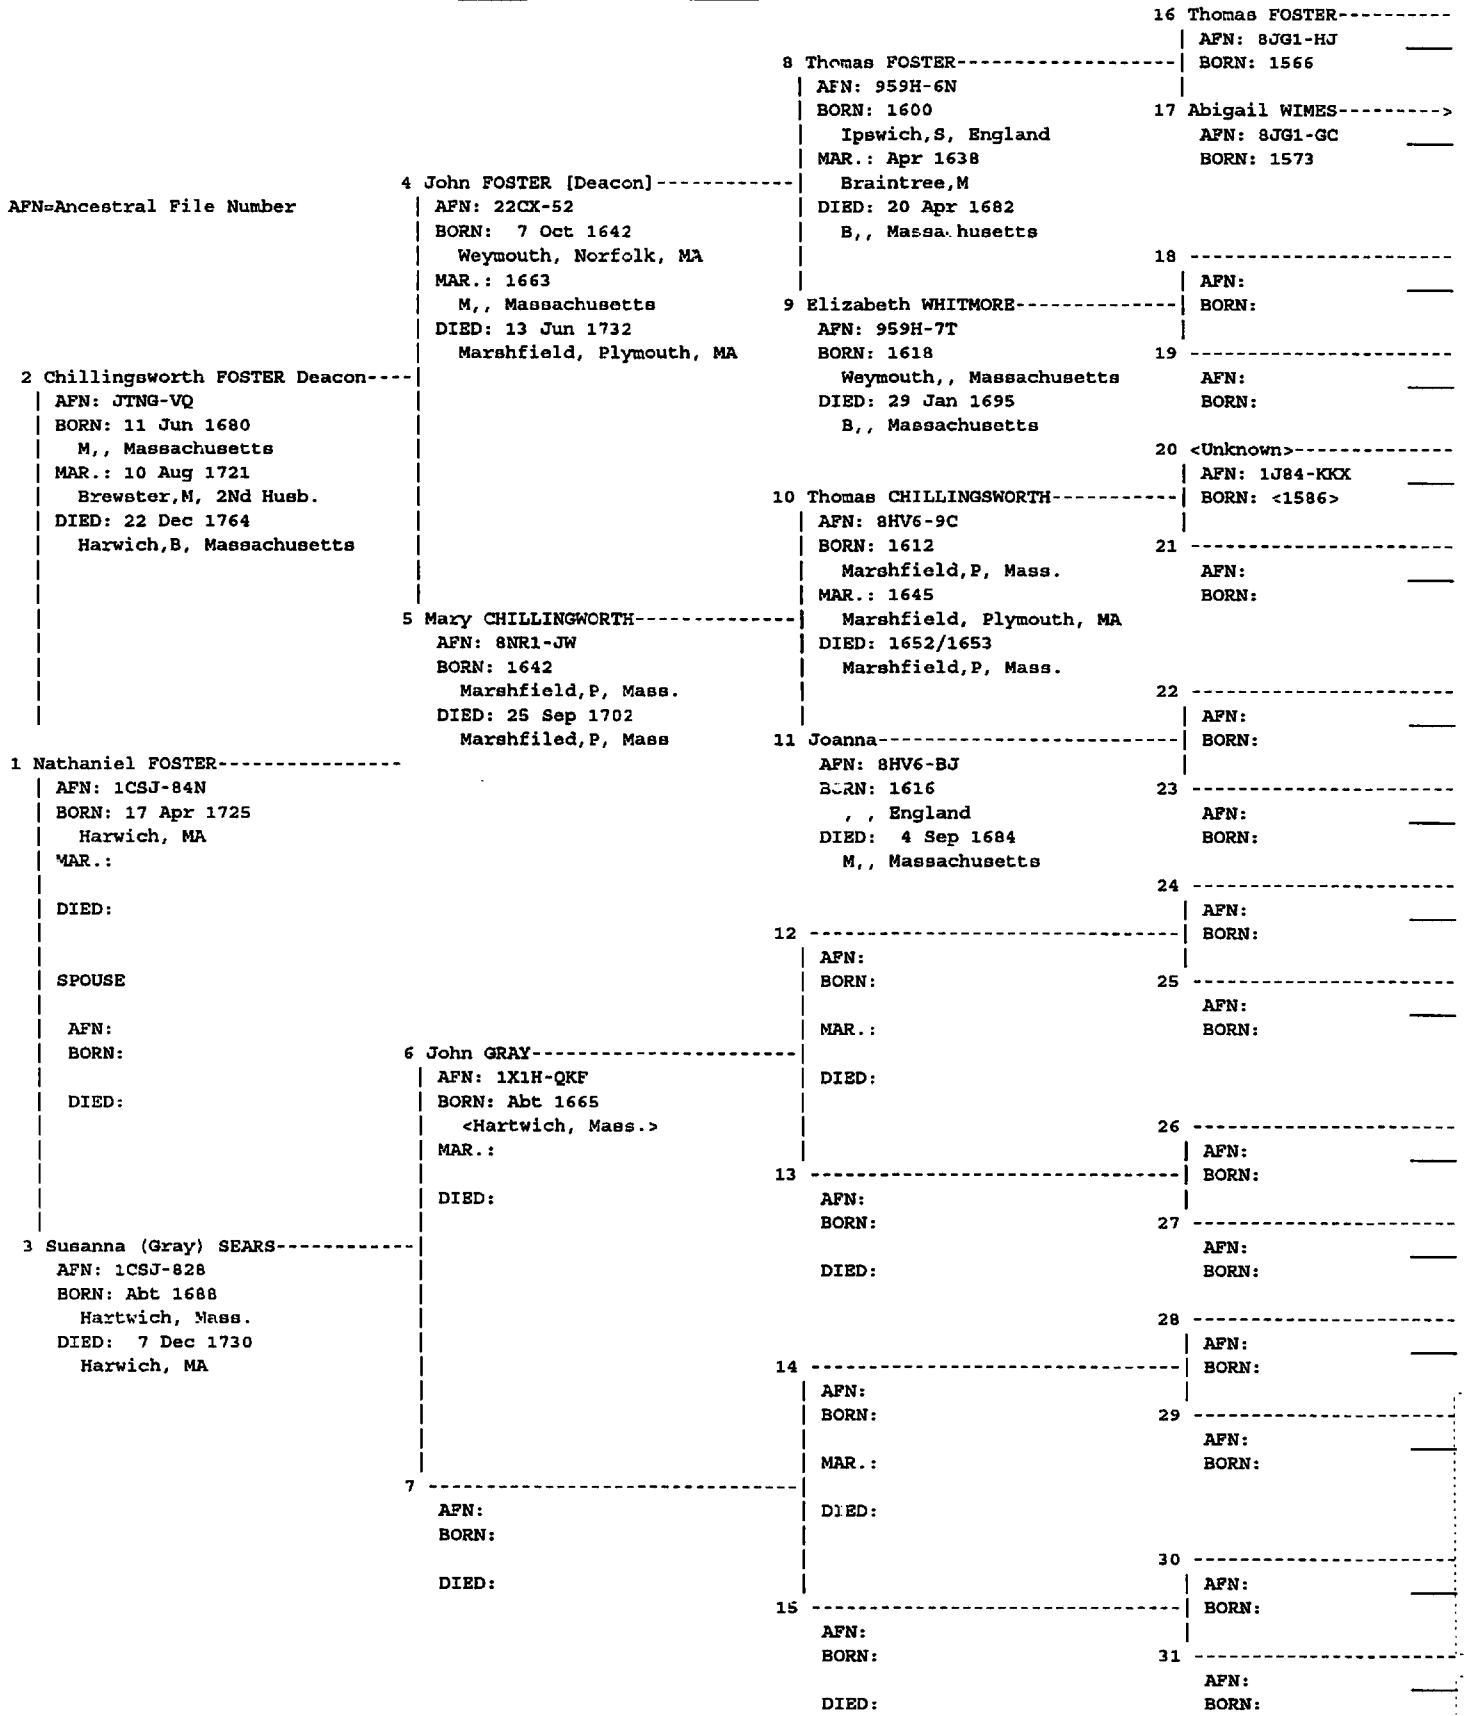 16 Thomas FOSTER----------
AFN: 8JG1-HJ
8 Thomas FOSTER-------------------| BORN: 1566
AFN: 959H-6N
BORN: 1600
17 Abigail WIMES--------->
Ipswich,S, England
AFN: 8JG1-GC
MAR.: Apr 1638
BORN: 1573
4 John FOSTER [Deacon]------------|
Braintree,M
AFN=Ancestral File Number
AFN: 22CX-52
DIED: 20 Apr 1682
BORN: 7 Oct 1642
B,, Massachusetts
Weymouth, Norfolk, MA
18 -----------------------
MAR.: 1663
AFN:
M,, Massachusetts
9 Elizabeth WHITMORE--------------| BORN:
DIED: 13 Jun 1732
AFN: 959H-7T
Marshfield, Plymouth, MA
BORN: 1618
19 -----------------------
2 Chillingsworth FOSTER Deacon----|
Weymouth,, Massachusetts
AFN:
AFN: JTNG-VQ
DIED: 29 Jan 1695
BORN:
BORN: 11 Jun 1680
B,, Massachusetts
M,, Massachusetts
20 <Unknown>--------------
MAR.: 10 Aug 1721
AFN: 1J84-KKX
Brewster,M, 2Nd Husb.
10 Thomas CHILLINGSWORTH-----------| BORN: <1586>
DIED: 22 Dec 1764
AFN: 8HV6-9C
Harwich,B, Massachusetts
BORN: 1612
21 -----------------------
Marshfield,P, Mass.
AFN:
MAR.: 1645
BORN:
5 Mary CHILLINGWORTH--------------|
Marshfield, Plymouth, MA
AFN: 8NR1-JW
DIED: 1652/1653
BORN: 1642
Marshfield,P, Mass.
Marshfield,P, Mass.
22 -----------------------
DIED: 25 Sep 1702
AFN:
Marshfiled,P, Mass
11 Joanna--------------------------| BORN:
1 Nathaniel FOSTER---------------
AFN: 8HV6-BJ
AFN: 1CSJ-84N
BORN: 1616
23 -----------------------
BORN: 17 Apr 1725
, , England
AFN:
Harwich, MA
DIED: 4 Sep 1684
BORN:
MAR.:
M,, Massachusetts
24 -----------------------
DIED:
AFN:
12 --------------------------------| BORN:
AFN:
SPOUSE
BORN:
25 -----------------------
AFN:
AFN:
MAR.:
BORN:
BORN:
6 John GRAY-----------------------
AFN: 1X1H-QKF
DIED:
DIED:
BORN: Abt 1665
<Hartwich, Mass.>
26 -----------------------
MAR.:
AFN:
13 --------------------------------| BORN:
DIED:
AFN:
BORN:
27 -----------------------
3 Susanna (Gray) SEARS------------|
AFN:
AFN: 1CSJ-828
DIED:
BORN:
BORN: Abt 1688
Hartwich, Mass.
28 -----------------------
DIED: 7 Dec 1730
AFN:
Harwich, MA
14 --------------------------------| BORN:
AFN:
BORN:
29 -----------------------
AFN:
MAR.:
BORN:
7 --------------------------------|
AFN:
DIED:
BORN:
30 -----------------------
DIED:
AFN:
15 --------------------------------| BORN:
AFN:
BORN:
31 -----------------------
AFN:
DIED:
BORN: